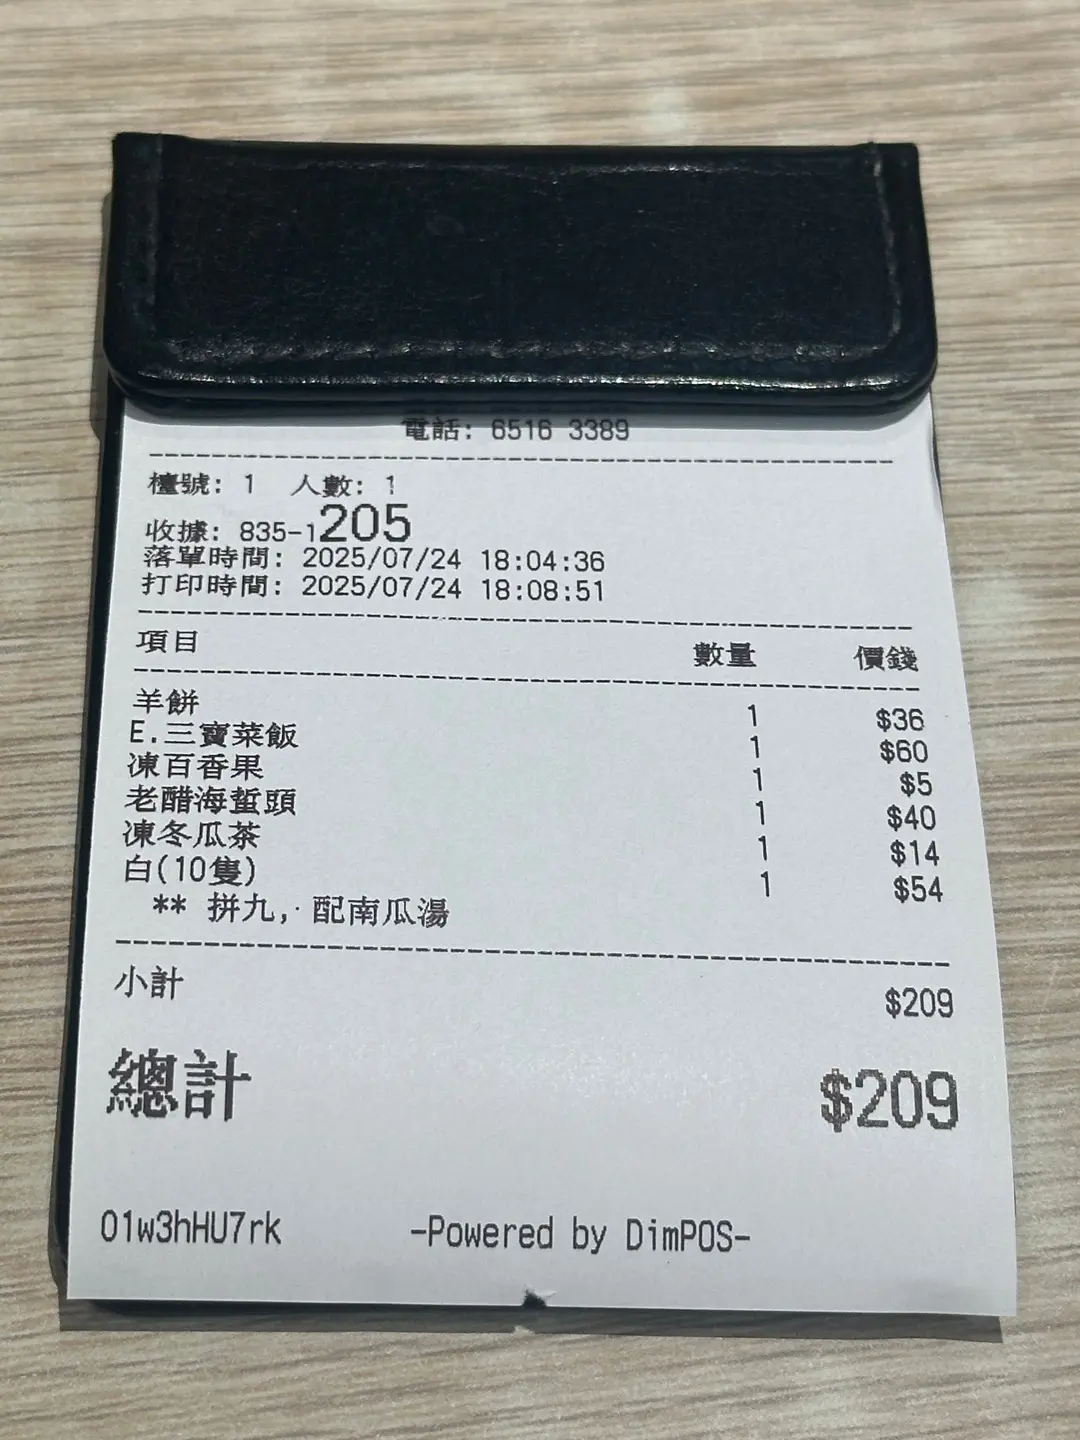 電話: 6516 3389
檯號: 1 人數: 1
收據: 835-1205
落單時間: 2025/07/24 18:04:36
打印時間: 2025/07/24 18:08:51
項目 數量 價錢
羊餅 1 $36
E.三寶菜飯 1 $60
凍百香果 1 $5
老醋海蜇頭 1 $40
凍冬瓜茶 1 $14
白(10隻) 1 $54
** 拼九, 配南瓜湯
小計 $209
總計 $209
01w3hHU7rk -Powered by DimPOS-